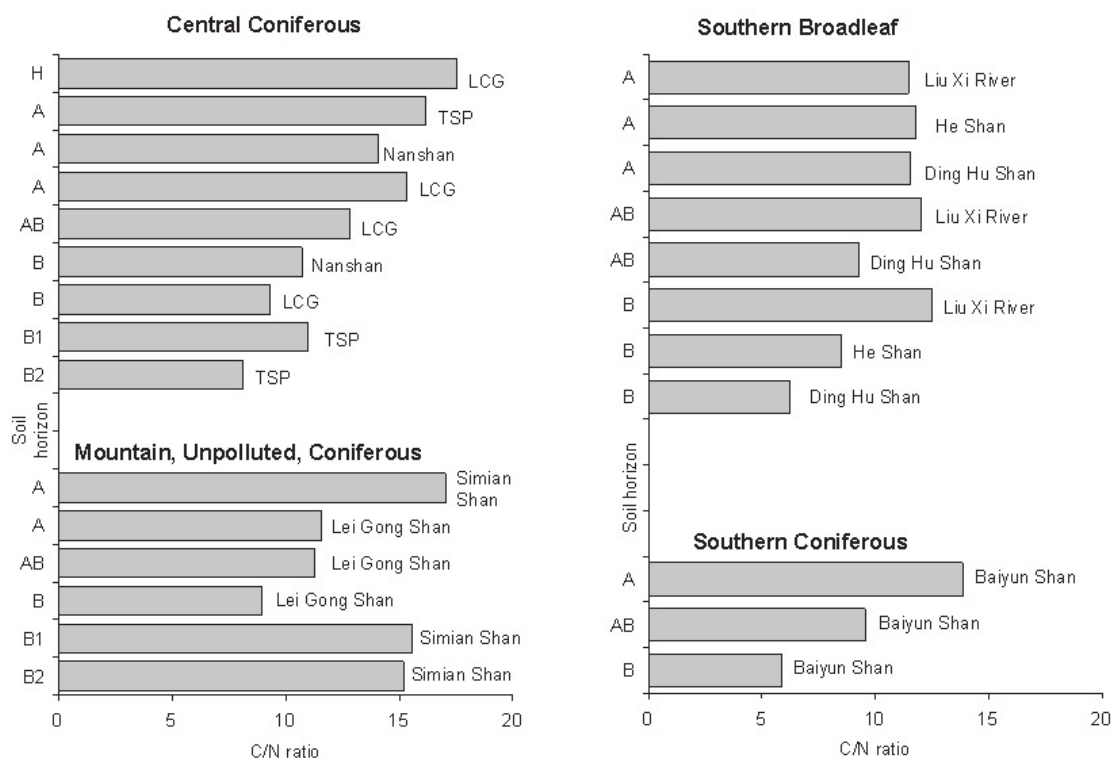 Central Coniferous
H
LCG
A
TSP
A
Nanshan
A
LCG
AB
LCG
B
Nanshan
B
LCG
B1
TSP
B2
TSP
Soil horizon
Mountain, Unpolluted, Coniferous
A
Simian
Shan
A
Lei Gong Shan
AB
Lei Gong Shan
B
Lei Gong Shan
B1
Simian Shan
B2
Simian Shan
0 5 10 15 20
C/N ratio
Southern Broadleaf
A
Liu Xi River
A
He Shan
A
Ding Hu Shan
AB
Liu Xi River
AB
Ding Hu Shan
B
Liu Xi River
B
He Shan
B
Ding Hu Shan
Soil horizon
Southern Coniferous
A
Baiyun Shan
AB
Baiyun Shan
B
Baiyun Shan
0 5 10 15 20
C/N ratio